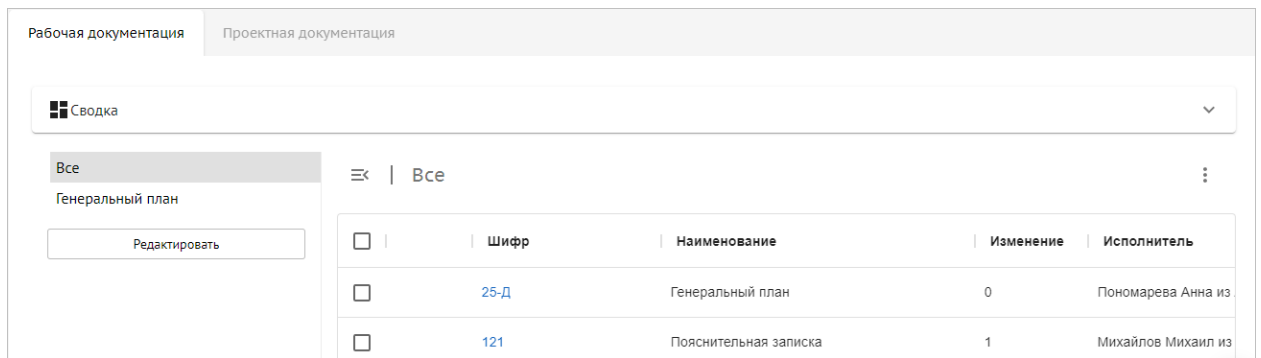 Рабочая документация Проектная документация
Сводка
Все
Генеральный план
Редактировать
Все
Шифр Наименование Изменение Исполнитель
25-Д Генеральный план 0 Пономарева Анна из
121 Пояснительная записка 1 Михайлов Михаил из